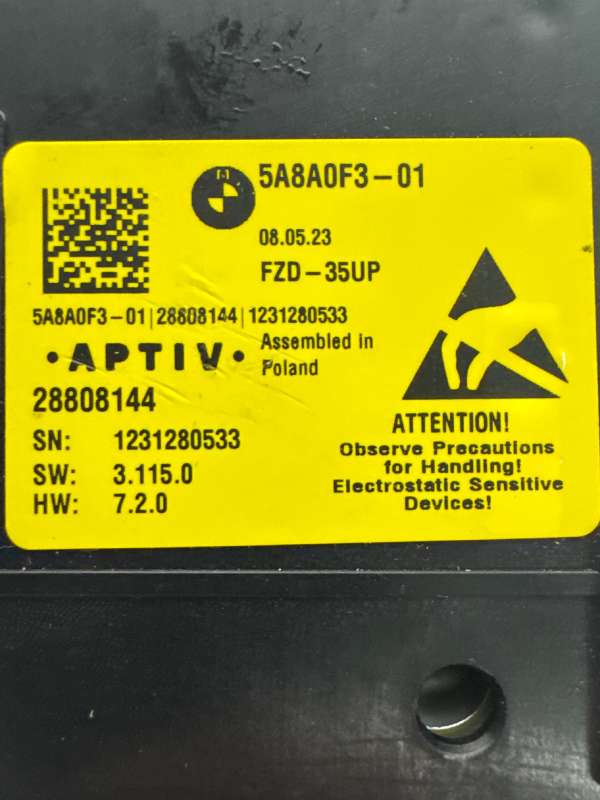 5A8A0F3-01
08.05.23
FZD-35UP
5A8A0F3-01|28808144|1231280533
•APTIV•
Assembled in
Poland
28808144
SN: 1231280533
SW: 3.115.0
HW: 7.2.0
ATTENTION!
Observe Precautions
for Handling!
Electrostatic Sensitive
Devices!